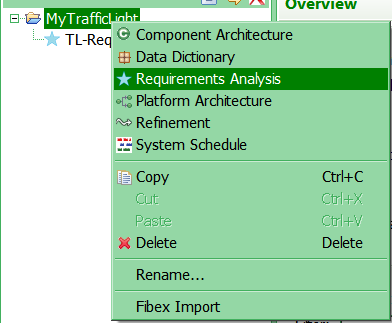 Overview
MyTrafficLight
TL-Req
Component Architecture
Data Dictionary
Requirements Analysis
Platform Architecture
Refinement
System Schedule
Copy Ctrl+C
Cut Ctrl+X
Paste Ctrl+V
Delete Delete
Rename...
Fibex Import